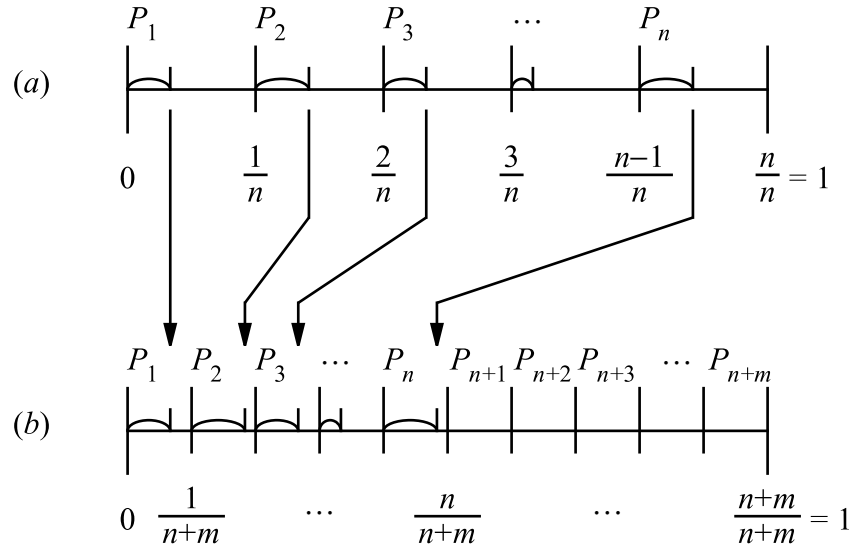 P1 P2 P3 ... Pn
(a)
0 1/n 2/n 3/n n−1/n n/n = 1
P1 P2 P3 ... Pn Pn+1 Pn+2 Pn+3 ... Pn+m
(b)
0 1/n+m ... n/n+m ... n+m/n+m = 1